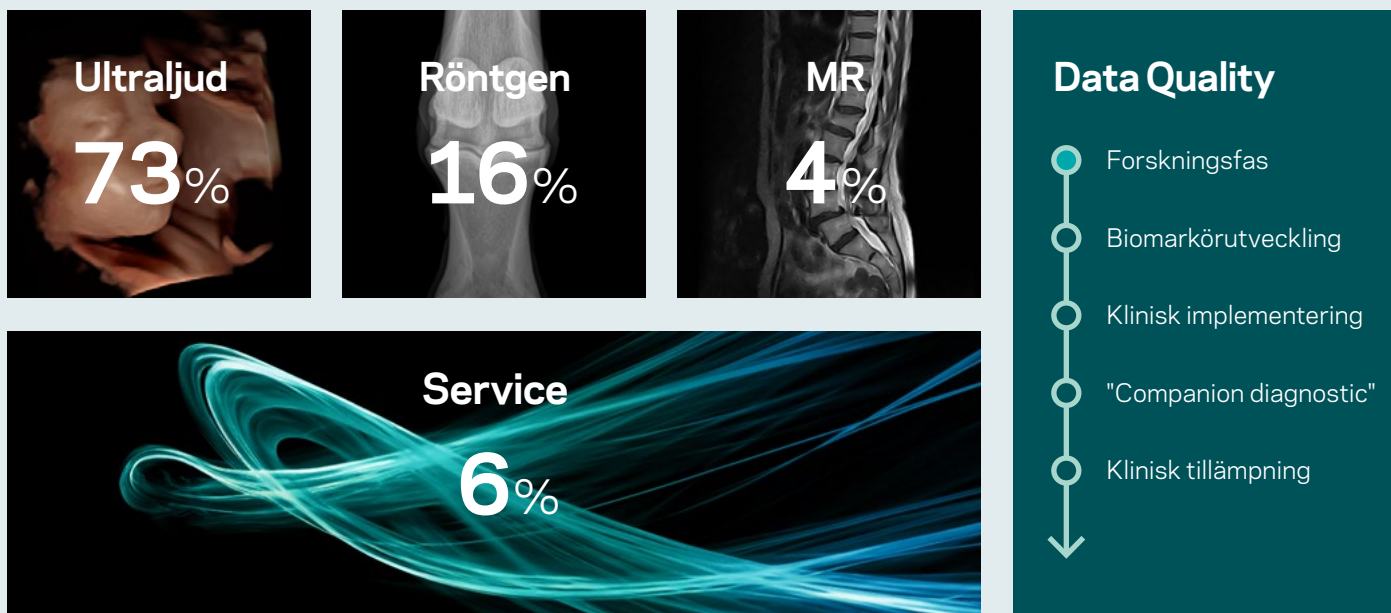 Ultraljud
73%
Röntgen
16%
MR
4%
Service
6%
Data Quality
Forskningsfas
Biomarkörutveckling
Klinisk implementering
"Companion diagnostic"
Klinisk tillämpning